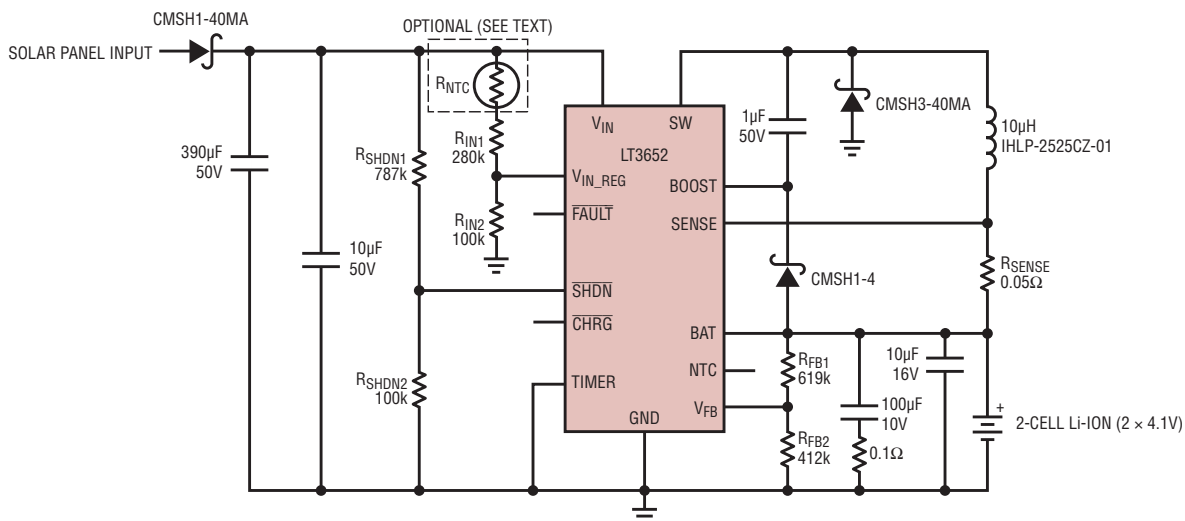 CMSH1-40MA
OPTIONAL (SEE TEXT)
SOLAR PANEL INPUT
RNTC
VIN
SW
CMSH3-40MA
1µF
50V
10µH
IHLP-2525CZ-01
RIN1
280k
LT3652
390µF
50V
RSHDN1
787k
VIN_REG
BOOST
FAULT
SENSE
RIN2
100k
10µF
50V
RSENSE
0.05Ω
CMSH1-4
SHDN
CHRG
BAT
RFB1
619k
10µF
16V
NTC
RSHDN2
100k
TIMER
VFB
100µF
10V
GND
+
2-CELL Li-ION (2 × 4.1V)
RFB2
412k
0.1Ω